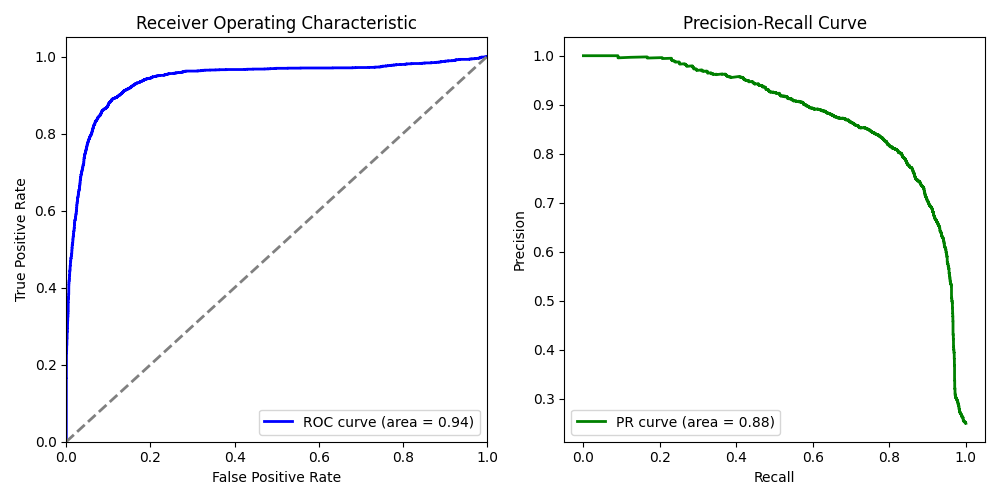 Receiver Operating Characteristic
1.0
0.8
0.6
0.4
0.2
0.0
True Positive Rate
0.0 0.2 0.4 0.6 0.8 1.0
False Positive Rate
ROC curve (area = 0.94)
Precision-Recall Curve
1.0
0.9
0.8
0.7
0.6
0.5
0.4
0.3
Precision
0.0 0.2 0.4 0.6 0.8 1.0
Recall
PR curve (area = 0.88)